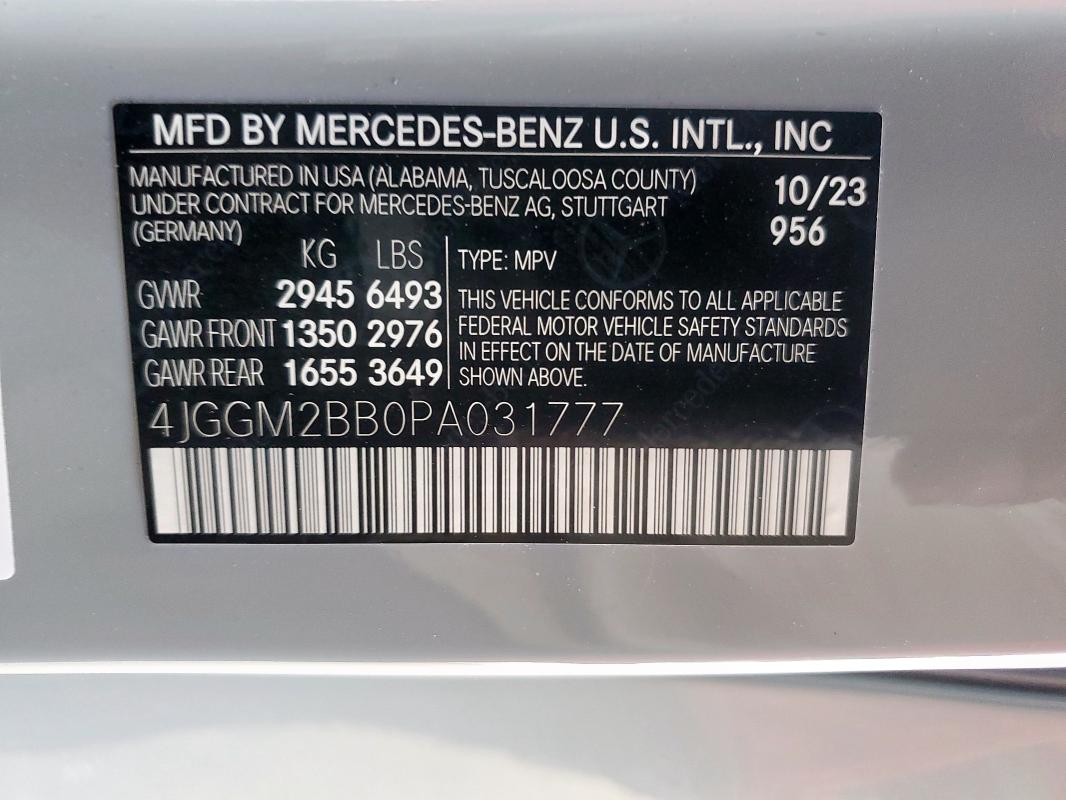 MFD BY MERCEDES-BENZ U.S. INTL., INC
MANUFACTURED IN USA (ALABAMA, TUSCALOOSA COUNTY)
UNDER CONTRACT FOR MERCEDES-BENZ AG, STUTTGART
(GERMANY)
10/23
956
KG LBS
GVWR 2945 6493
GAWR FRONT 1350 2976
GAWR REAR 1655 3649
TYPE: MPV
THIS VEHICLE CONFORMS TO ALL APPLICABLE
FEDERAL MOTOR VEHICLE SAFETY STANDARDS
IN EFFECT ON THE DATE OF MANUFACTURE
SHOWN ABOVE.
4JGGM2BB0PA031777